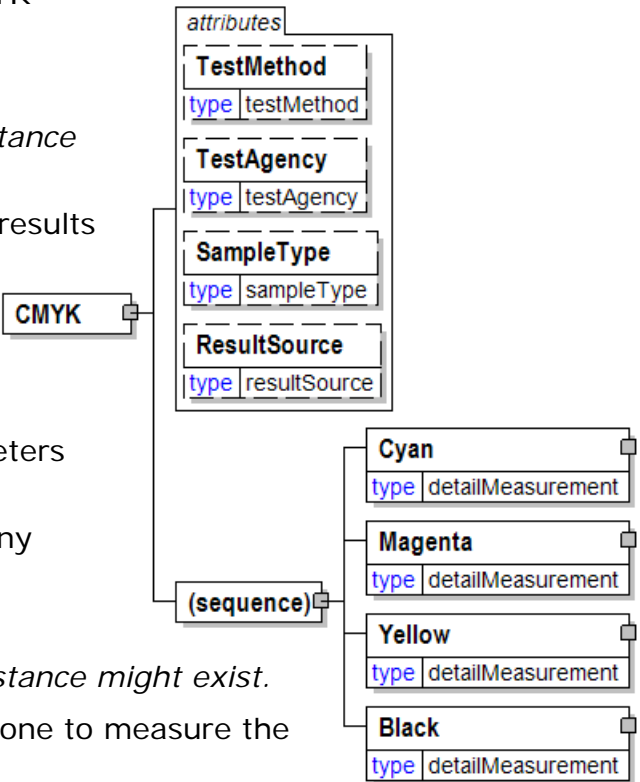 attributes
TestMethod
type testMethod
tance
TestAgency
type testAgency
results
SampleType
type sampleType
CMYK
ResultSource
type resultSource
eters
Cyan
type detailMeasurement
ny
Magenta
type detailMeasurement
(sequence)
Yellow
type detailMeasurement
stance might exist.
one to measure the
Black
type detailMeasurement